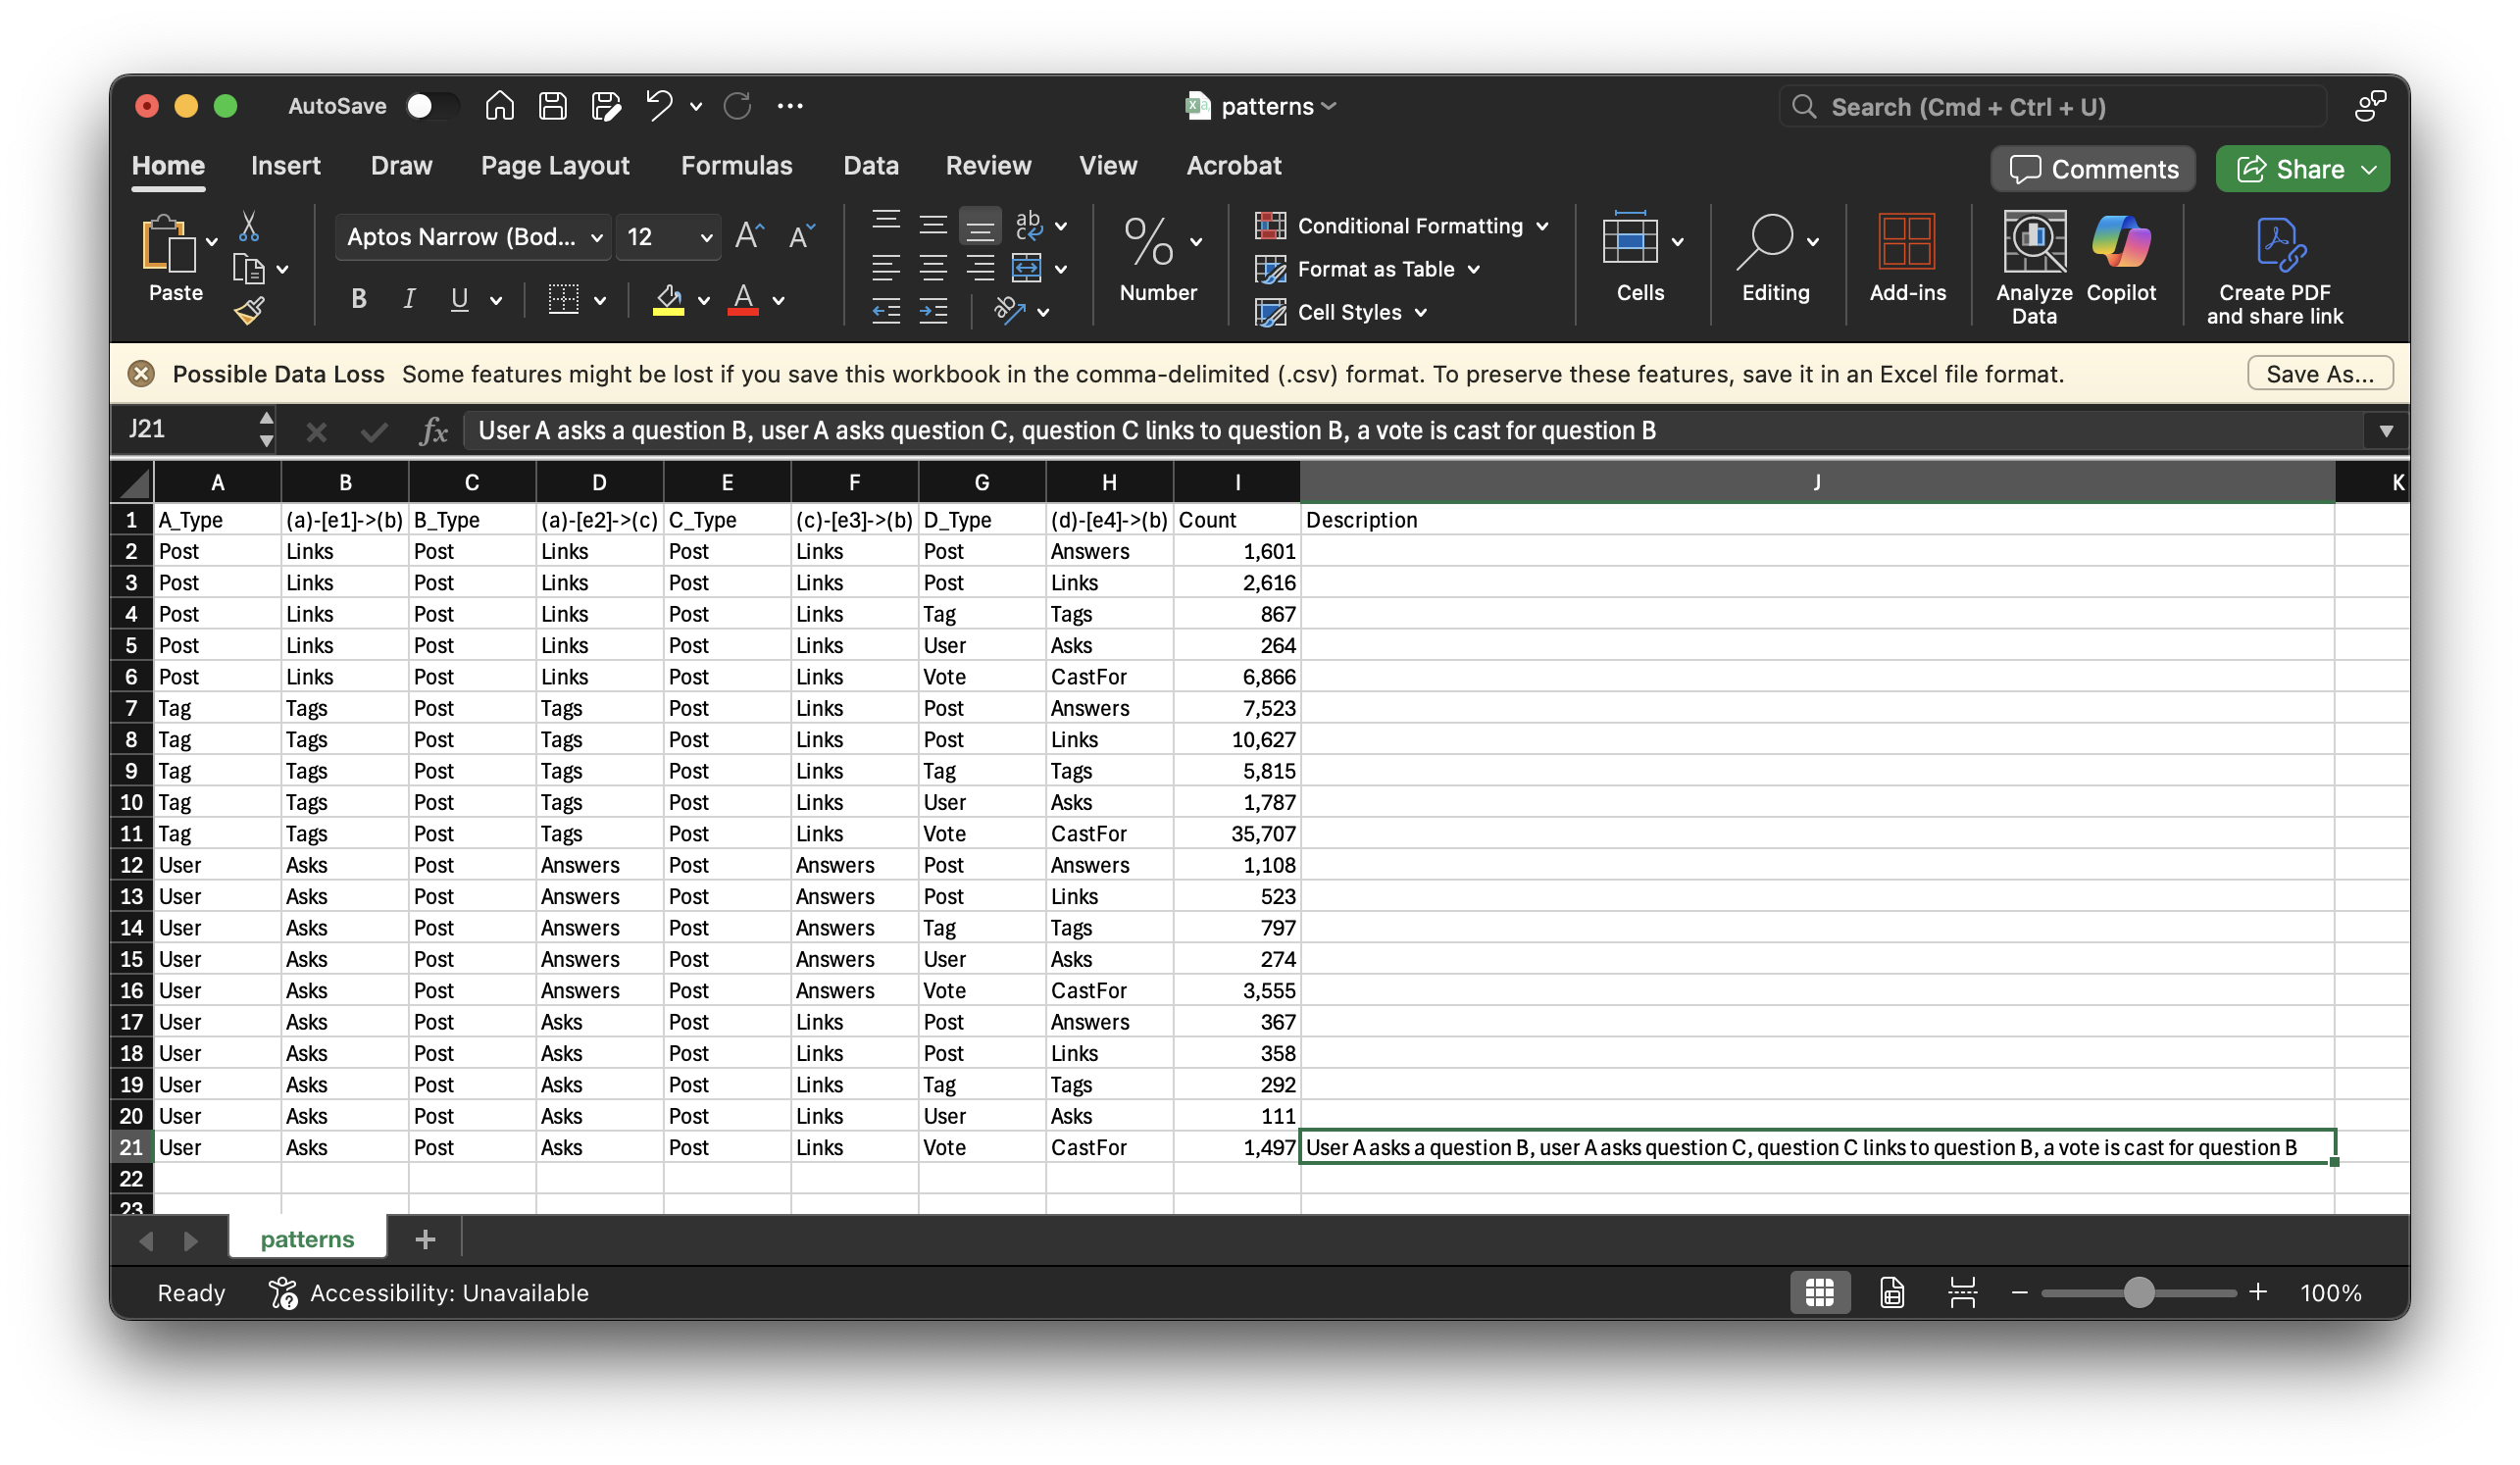 AutoSave
patterns
Search (Cmd + Ctrl + U)
Home Insert Draw Page Layout Formulas Data Review View Acrobat
Comments Share
Paste
Aptos Narrow (Bod... 12
B I U A
ab
c
% Number
Conditional Formatting
Format as Table
Cell Styles
Cells
Editing
Add-ins
Analyze Data
Copilot
Create PDF and share link
Possible Data Loss Some features might be lost if you save this workbook in the comma-delimited (.csv) format. To preserve these features, save it in an Excel file format. Save As...
J21 fx User A asks a question B, user A asks question C, question C links to question B, a vote is cast for question B
A B C D E F G H I J K
1 A_Type (a)-[e1]->(b) B_Type (a)-[e2]->(c) C_Type (c)-[e3]->(b) D_Type (d)-[e4]->(b) Count Description
2 Post Links Post Links Post Links Post Answers 1,601
3 Post Links Post Links Post Links Post Links 2,616
4 Post Links Post Links Post Links Tag Tags 867
5 Post Links Post Links Post Links User Asks 264
6 Post Links Post Links Post Links Vote CastFor 6,866
7 Tag Tags Post Tags Post Links Post Answers 7,523
8 Tag Tags Post Tags Post Links Post Links 10,627
9 Tag Tags Post Tags Post Links Tag Tags 5,815
10 Tag Tags Post Tags Post Links User Asks 1,787
11 Tag Tags Post Tags Post Links Vote CastFor 35,707
12 User Asks Post Answers Post Answers Post Answers 1,108
13 User Asks Post Answers Post Answers Post Links 523
14 User Asks Post Answers Post Answers Tag Tags 797
15 User Asks Post Answers Post Answers User Asks 274
16 User Asks Post Answers Post Answers Vote CastFor 3,555
17 User Asks Post Asks Post Links Post Answers 367
18 User Asks Post Asks Post Links Post Links 358
19 User Asks Post Asks Post Links Tag Tags 292
20 User Asks Post Asks Post Links User Asks 111
21 User Asks Post Asks Post Links Vote CastFor 1,497 User A asks a question B, user A asks question C, question C links to question B, a vote is cast for question B
22
23
patterns +
Ready Accessibility: Unavailable
100%